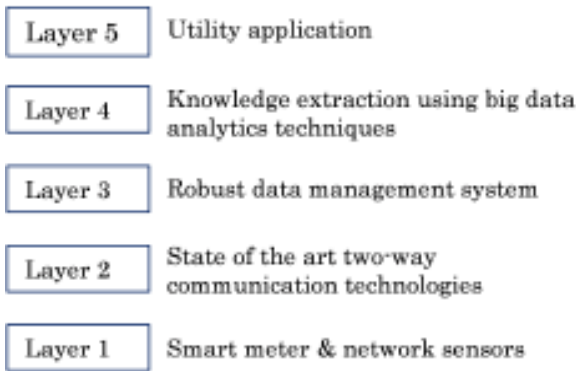 Layer 5 Utility application
Layer 4 Knowledge extraction using big data
analytics techniques
Layer 3 Robust data management system
Layer 2 State of the art two-way
communication technologies
Layer 1 Smart meter & network sensors